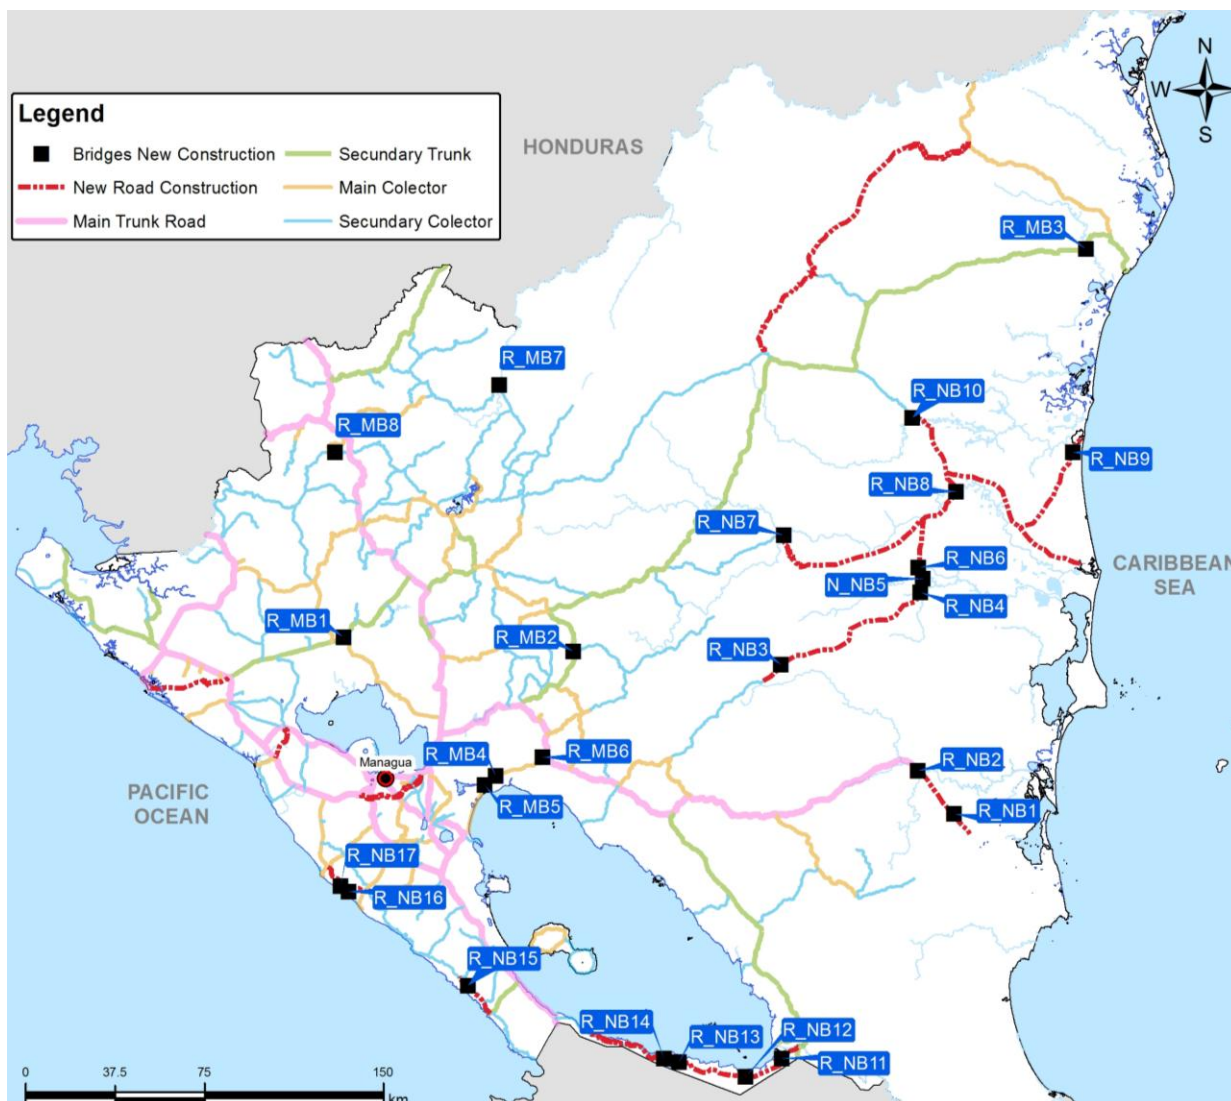 N
W
S
Legend
Bridges New Construction
Secundary Trunk
New Road Construction
Main Colector
Main Trunk Road
Secundary Colector
HONDURAS
R_MB3
R_MB7
R_NB10
R_MB8
R_NB9
R_NB8
R_NB7
R_NB6
CARIBBEAN
SEA
N_NB5
R_NB4
R_MB1
R_MB2
R_NB3
R_MB4
R_MB6
Managua
R_NB2
PACIFIC
OCEAN
R_MB5
R_NB1
R_NB17
R_NB16
R_NB15
R_NB14
R_NB13
R_NB12
R_NB11
0 37.5 75 150
km